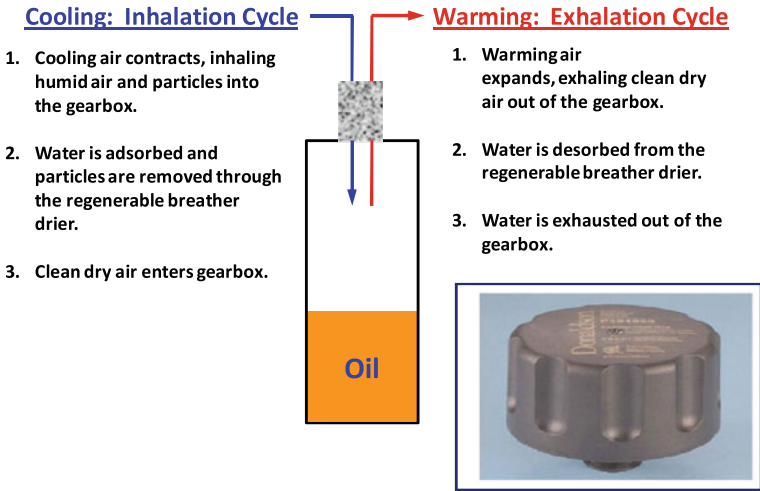 Cooling: Inhalation Cycle
1. Cooling air contracts, inhaling
humid air and particles into
the gearbox.
2. Water is adsorbed and
particles are removed through
the regenerable breather
drier.
3. Clean dry air enters gearbox.
Oil
Warming: Exhalation Cycle
1. Warming air
expands, exhaling clean dry
air out of the gearbox.
2. Water is desorbed from the
regenerable breather drier.
3. Water is exhausted out of the
gearbox.
Donaldson